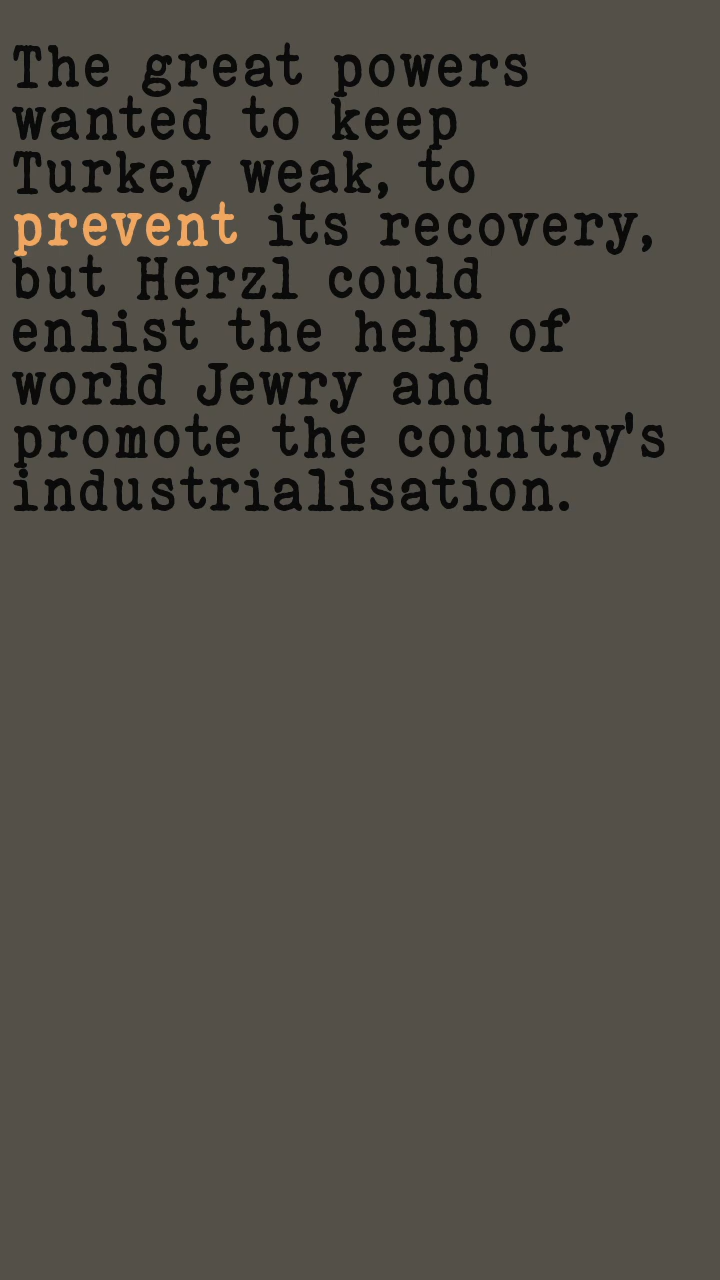 The great powers
wanted to keep
Turkey weak, to
prevent its recovery,
but Herzl could
enlist the help of
world Jewry and
promote the country's
industrialisation.